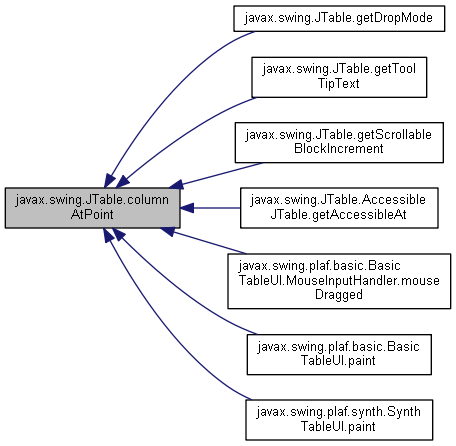 javax.swing.JTable.getDropMode
javax.swing.JTable.getTool
TipText
javax.swing.JTable.getScrollable
BlockIncrement
javax.swing.JTable.column
AtPoint
javax.swing.JTable.Accessible
JTable.getAccessibleAt
javax.swing.plaf.basic.Basic
TableUI.MouseInputHandler.mouse
Dragged
javax.swing.plaf.basic.Basic
TableUI.paint
javax.swing.plaf.synth.Synth
TableUI.paint